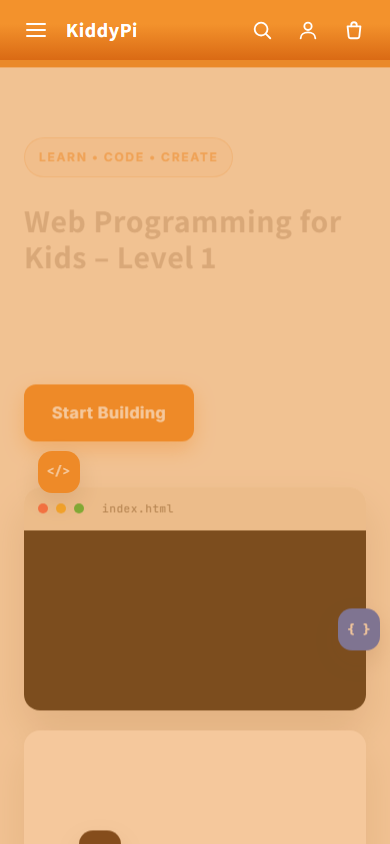 KiddyPi
LEARN • CODE • CREATE
Web Programming for
Kids – Level 1
Start Building
</>
index.html
{ }